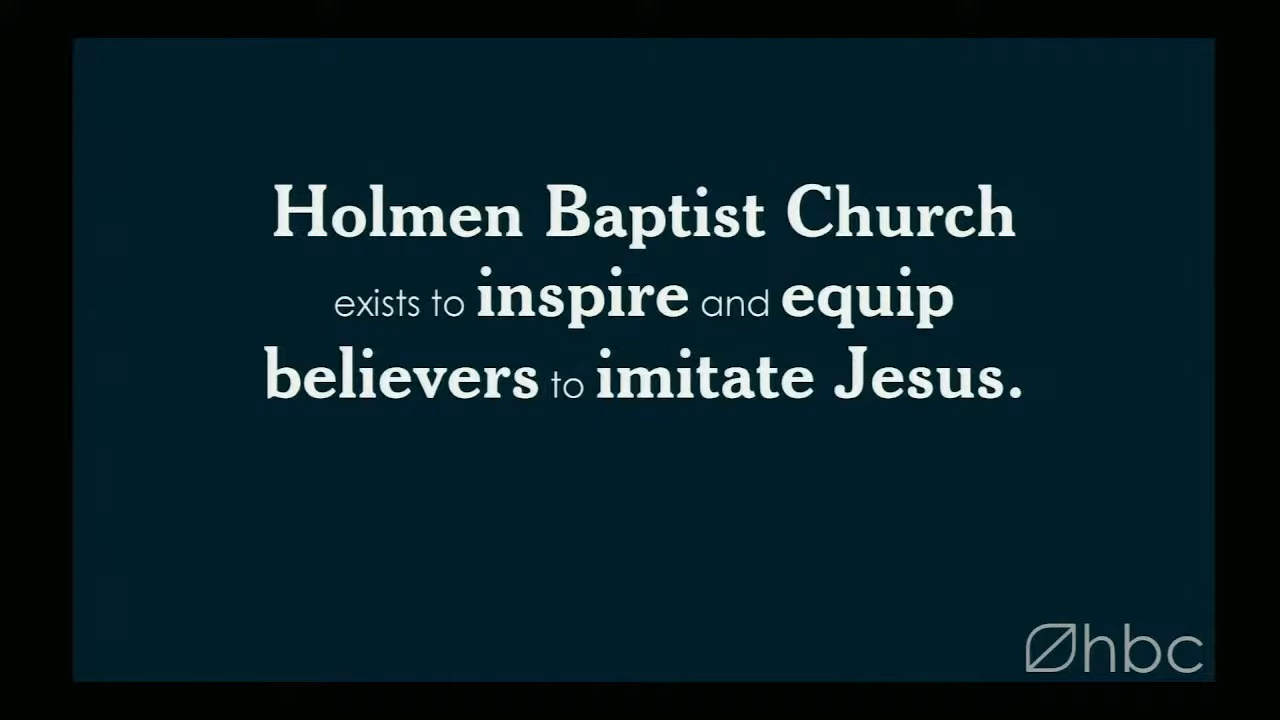 Holmen Baptist Church
exists to inspire and equip
believers to imitate Jesus.
hbc